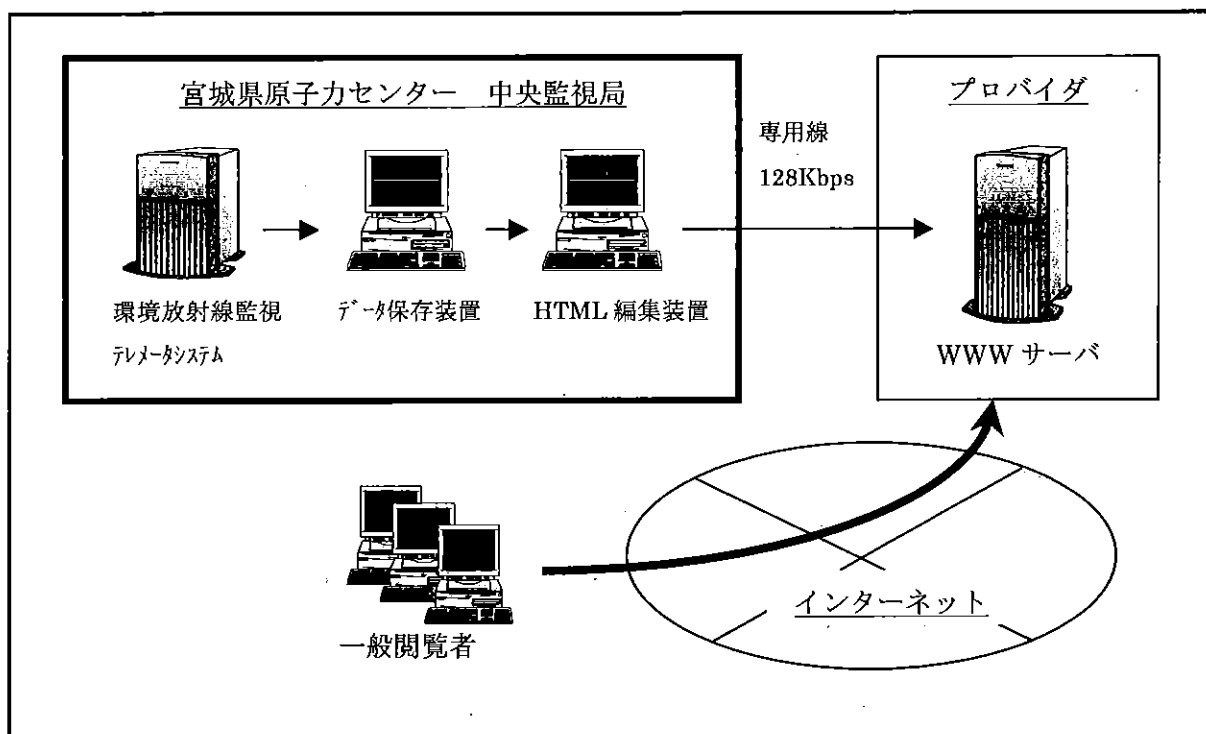 宮城県原子力センター　中央監視局
プロバイダ
専用線
128Kbps
環境放射線監視
ﾃﾚﾒｰﾀｼｽﾃﾑ
ﾃﾞｰﾀ保存装置
HTML 編集装置
WWW サーバ
一般閲覧者
インターネット